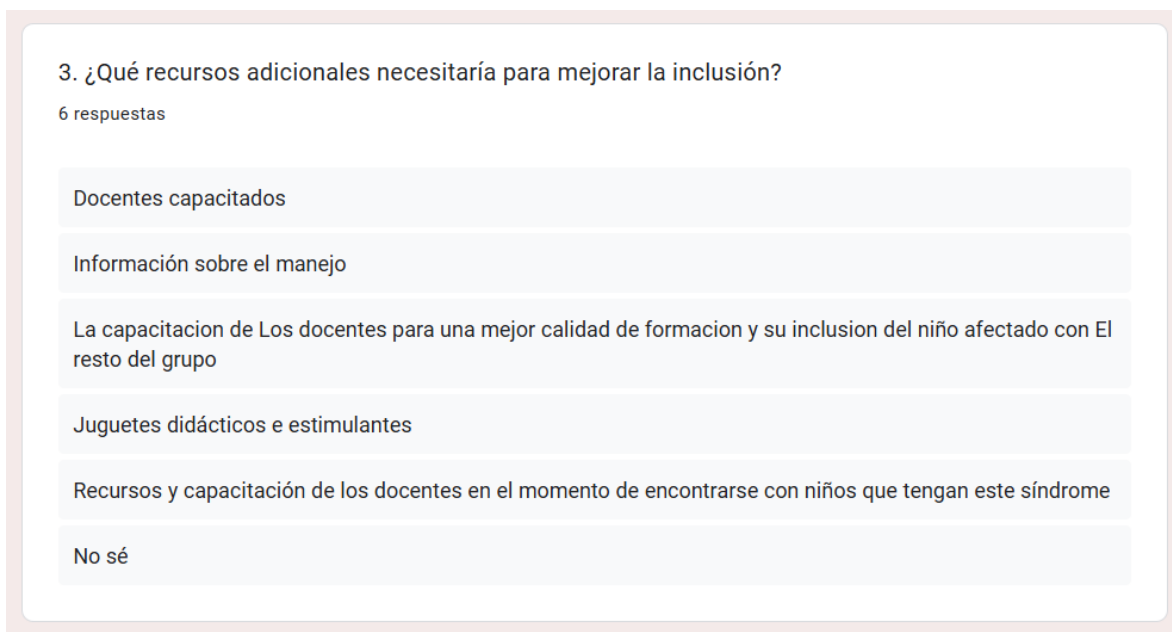 3. ¿Qué recursos adicionales necesitaría para mejorar la inclusión?
6 respuestas
Docentes capacitados
Información sobre el manejo
La capacitacion de Los docentes para una mejor calidad de formacion y su inclusion del niño afectado con El
resto del grupo
Juguetes didácticos e estimulantes
Recursos y capacitación de los docentes en el momento de encontrarse con niños que tengan este síndrome
No sé